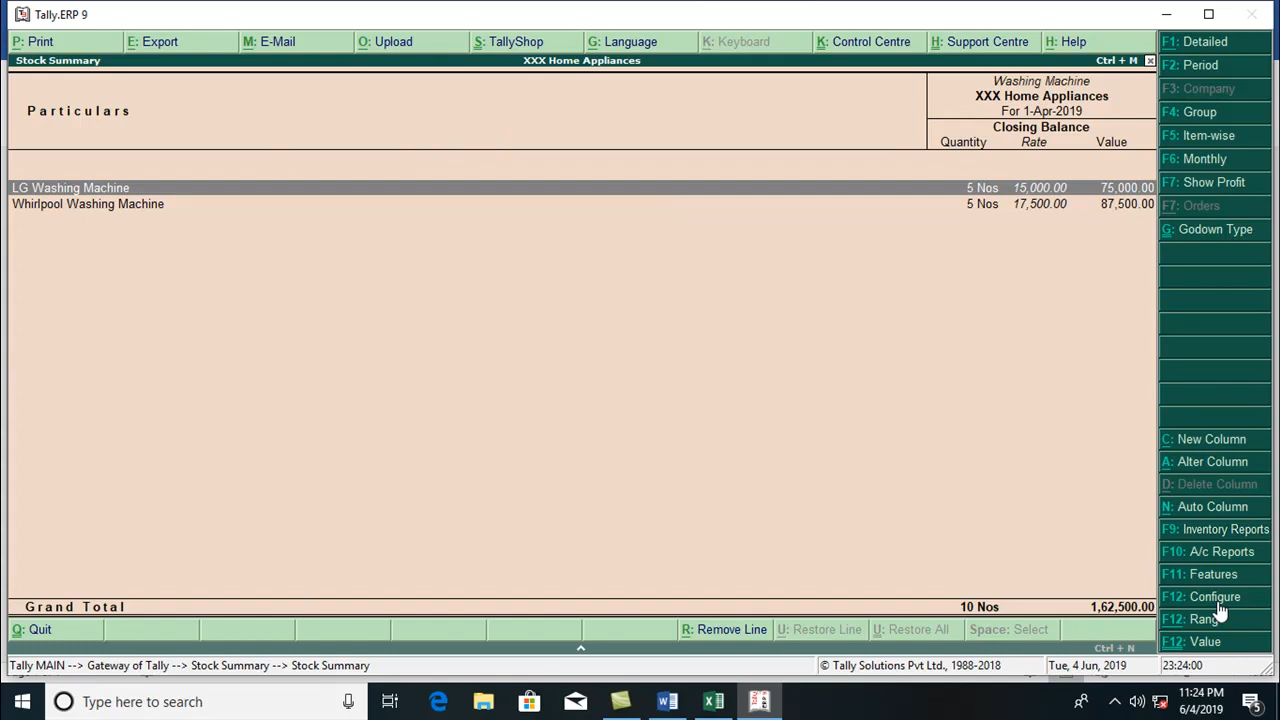 Tally.ERP 9
P: Print E: Export M: E-Mail O: Upload S: TallyShop G: Language K: Keyboard K: Control Centre H: Support Centre H: Help
Stock Summary XXX Home Appliances Ctrl + M
Particulars
Washing Machine
XXX Home Appliances
For 1-Apr-2019
Closing Balance
Quantity Rate Value
LG Washing Machine 5 Nos 15,000.00 75,000.00
Whirlpool Washing Machine 5 Nos 17,500.00 87,500.00
Grand Total 10 Nos 1,62,500.00
F1: Detailed
F2: Period
F3: Company
F4: Group
F5: Item-wise
F6: Monthly
F7: Show Profit
F7: Orders
G: Godown Type
C: New Column
A: Alter Column
D: Delete Column
N: Auto Column
F9: Inventory Reports
F10: A/c Reports
F11: Features
F12: Configure
F12: Range
F12: Value
Q: Quit R: Remove Line U: Restore Line U: Restore All Space: Select
Ctrl + N
Tally MAIN --> Gateway of Tally --> Stock Summary --> Stock Summary © Tally Solutions Pvt Ltd., 1988-2018 Tue, 4 Jun, 2019 23:24:00
Type here to search
11:24 PM
6/4/2019
5